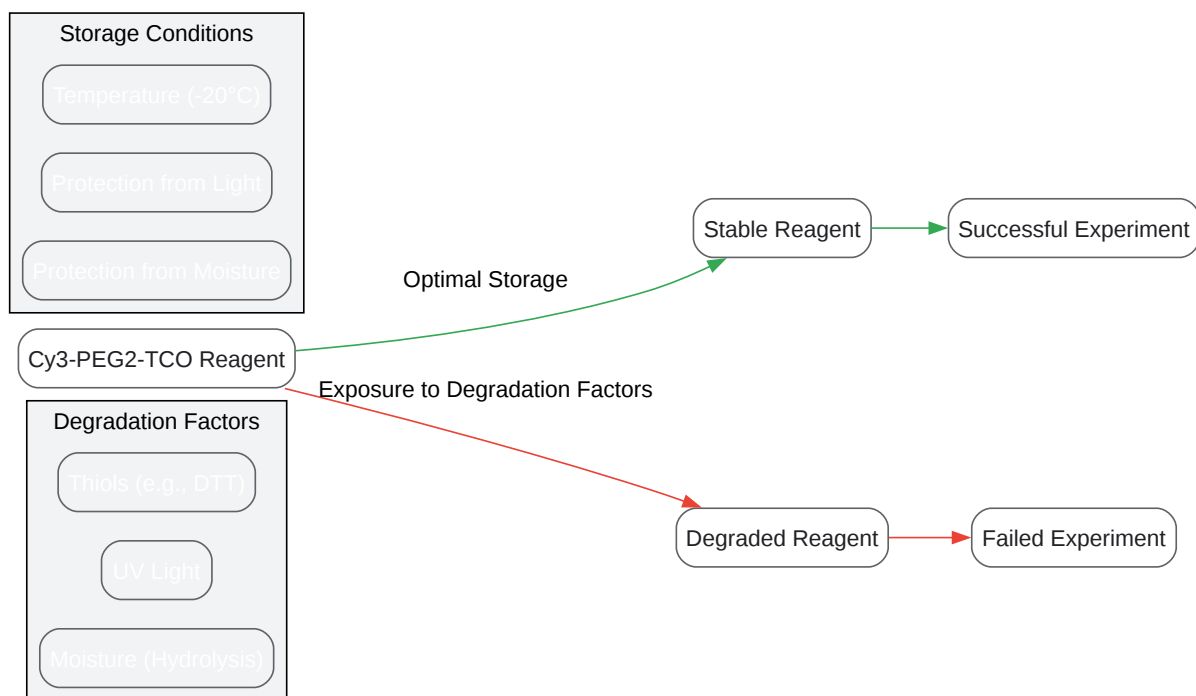 Storage Conditions
Temperature (-20°C)
Protection from Light
Protection from Moisture
Cy3-PEG2-TCO Reagent
Degradation Factors
Thiols (e.g., DTT)
UV Light
Moisture (Hydrolysis)
Optimal Storage
Exposure to Degradation Factors
Stable Reagent
Successful Experiment
Degraded Reagent
Failed Experiment